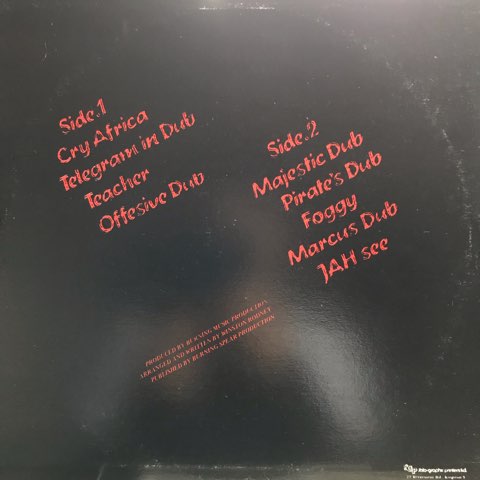 Side.1
Cry Africa
Telegram in Dub
Teacher
Offesive Dub
Side.2
Majestic Dub
Pirate's Dub
Foggy
Marcus Dub
JAH see
PRODUCED BY BURNING MUSIC PRODUCTION
ARRANGED AND WRITTEN BY WINSTON RODNEY
PUBLISHED BY BURNING SPEAR PRODUCTION